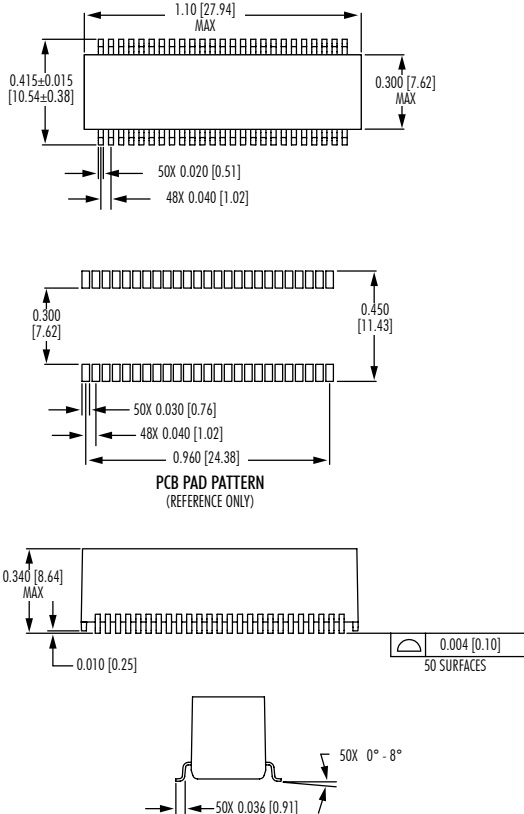 1.10 [27.94]
MAX
0.415±0.015
[10.54±0.38]
0.300 [7.62]
MAX
50X 0.020 [0.51]
48X 0.040 [1.02]
0.300
[7.62]
0.450
[11.43]
50X 0.030 [0.76]
48X 0.040 [1.02]
0.960 [24.38]
PCB PAD PATTERN
(REFERENCE ONLY)
0.340 [8.64]
MAX
0.010 [0.25]
0.004 [0.10]
50 SURFACES
50X 0° - 8°
50X 0.036 [0.91]